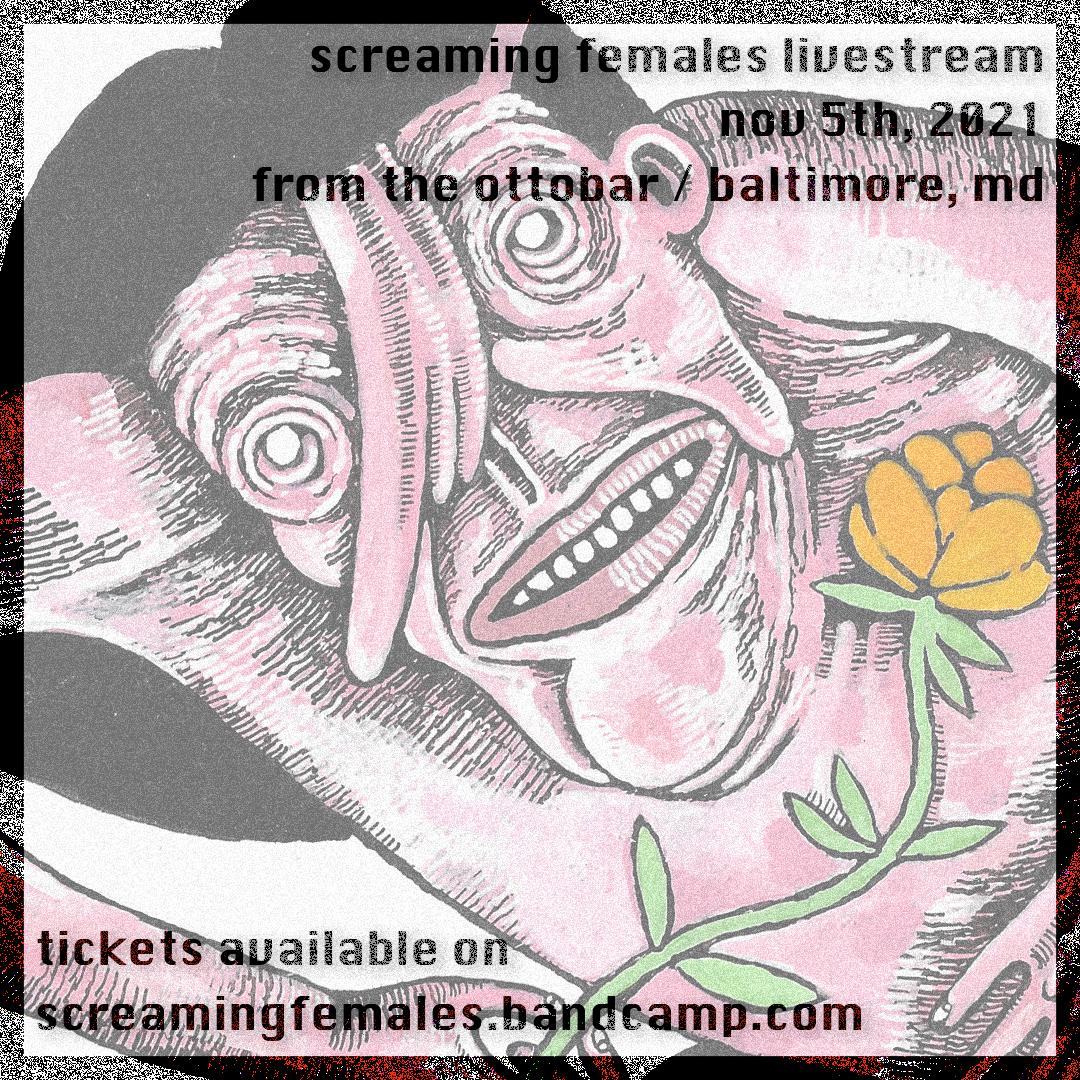 screaming females livestream
nov 5th, 2021
from the ottobar / baltimore, md
tickets available on
screamingfemales.bandcamp.com